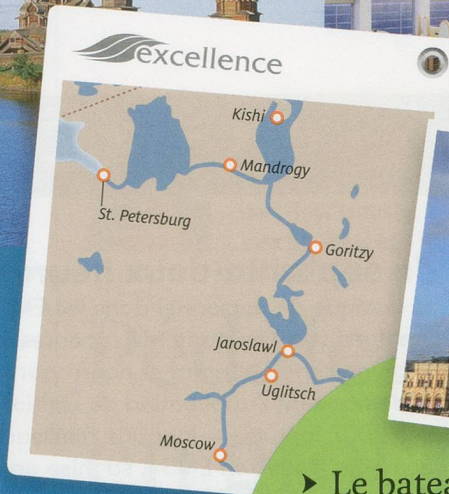 excellence
Kishi
Mandrogy
St. Petersburg
Goritzy
Jaroslawl
Uglitsch
Moscow
➤ Le batea